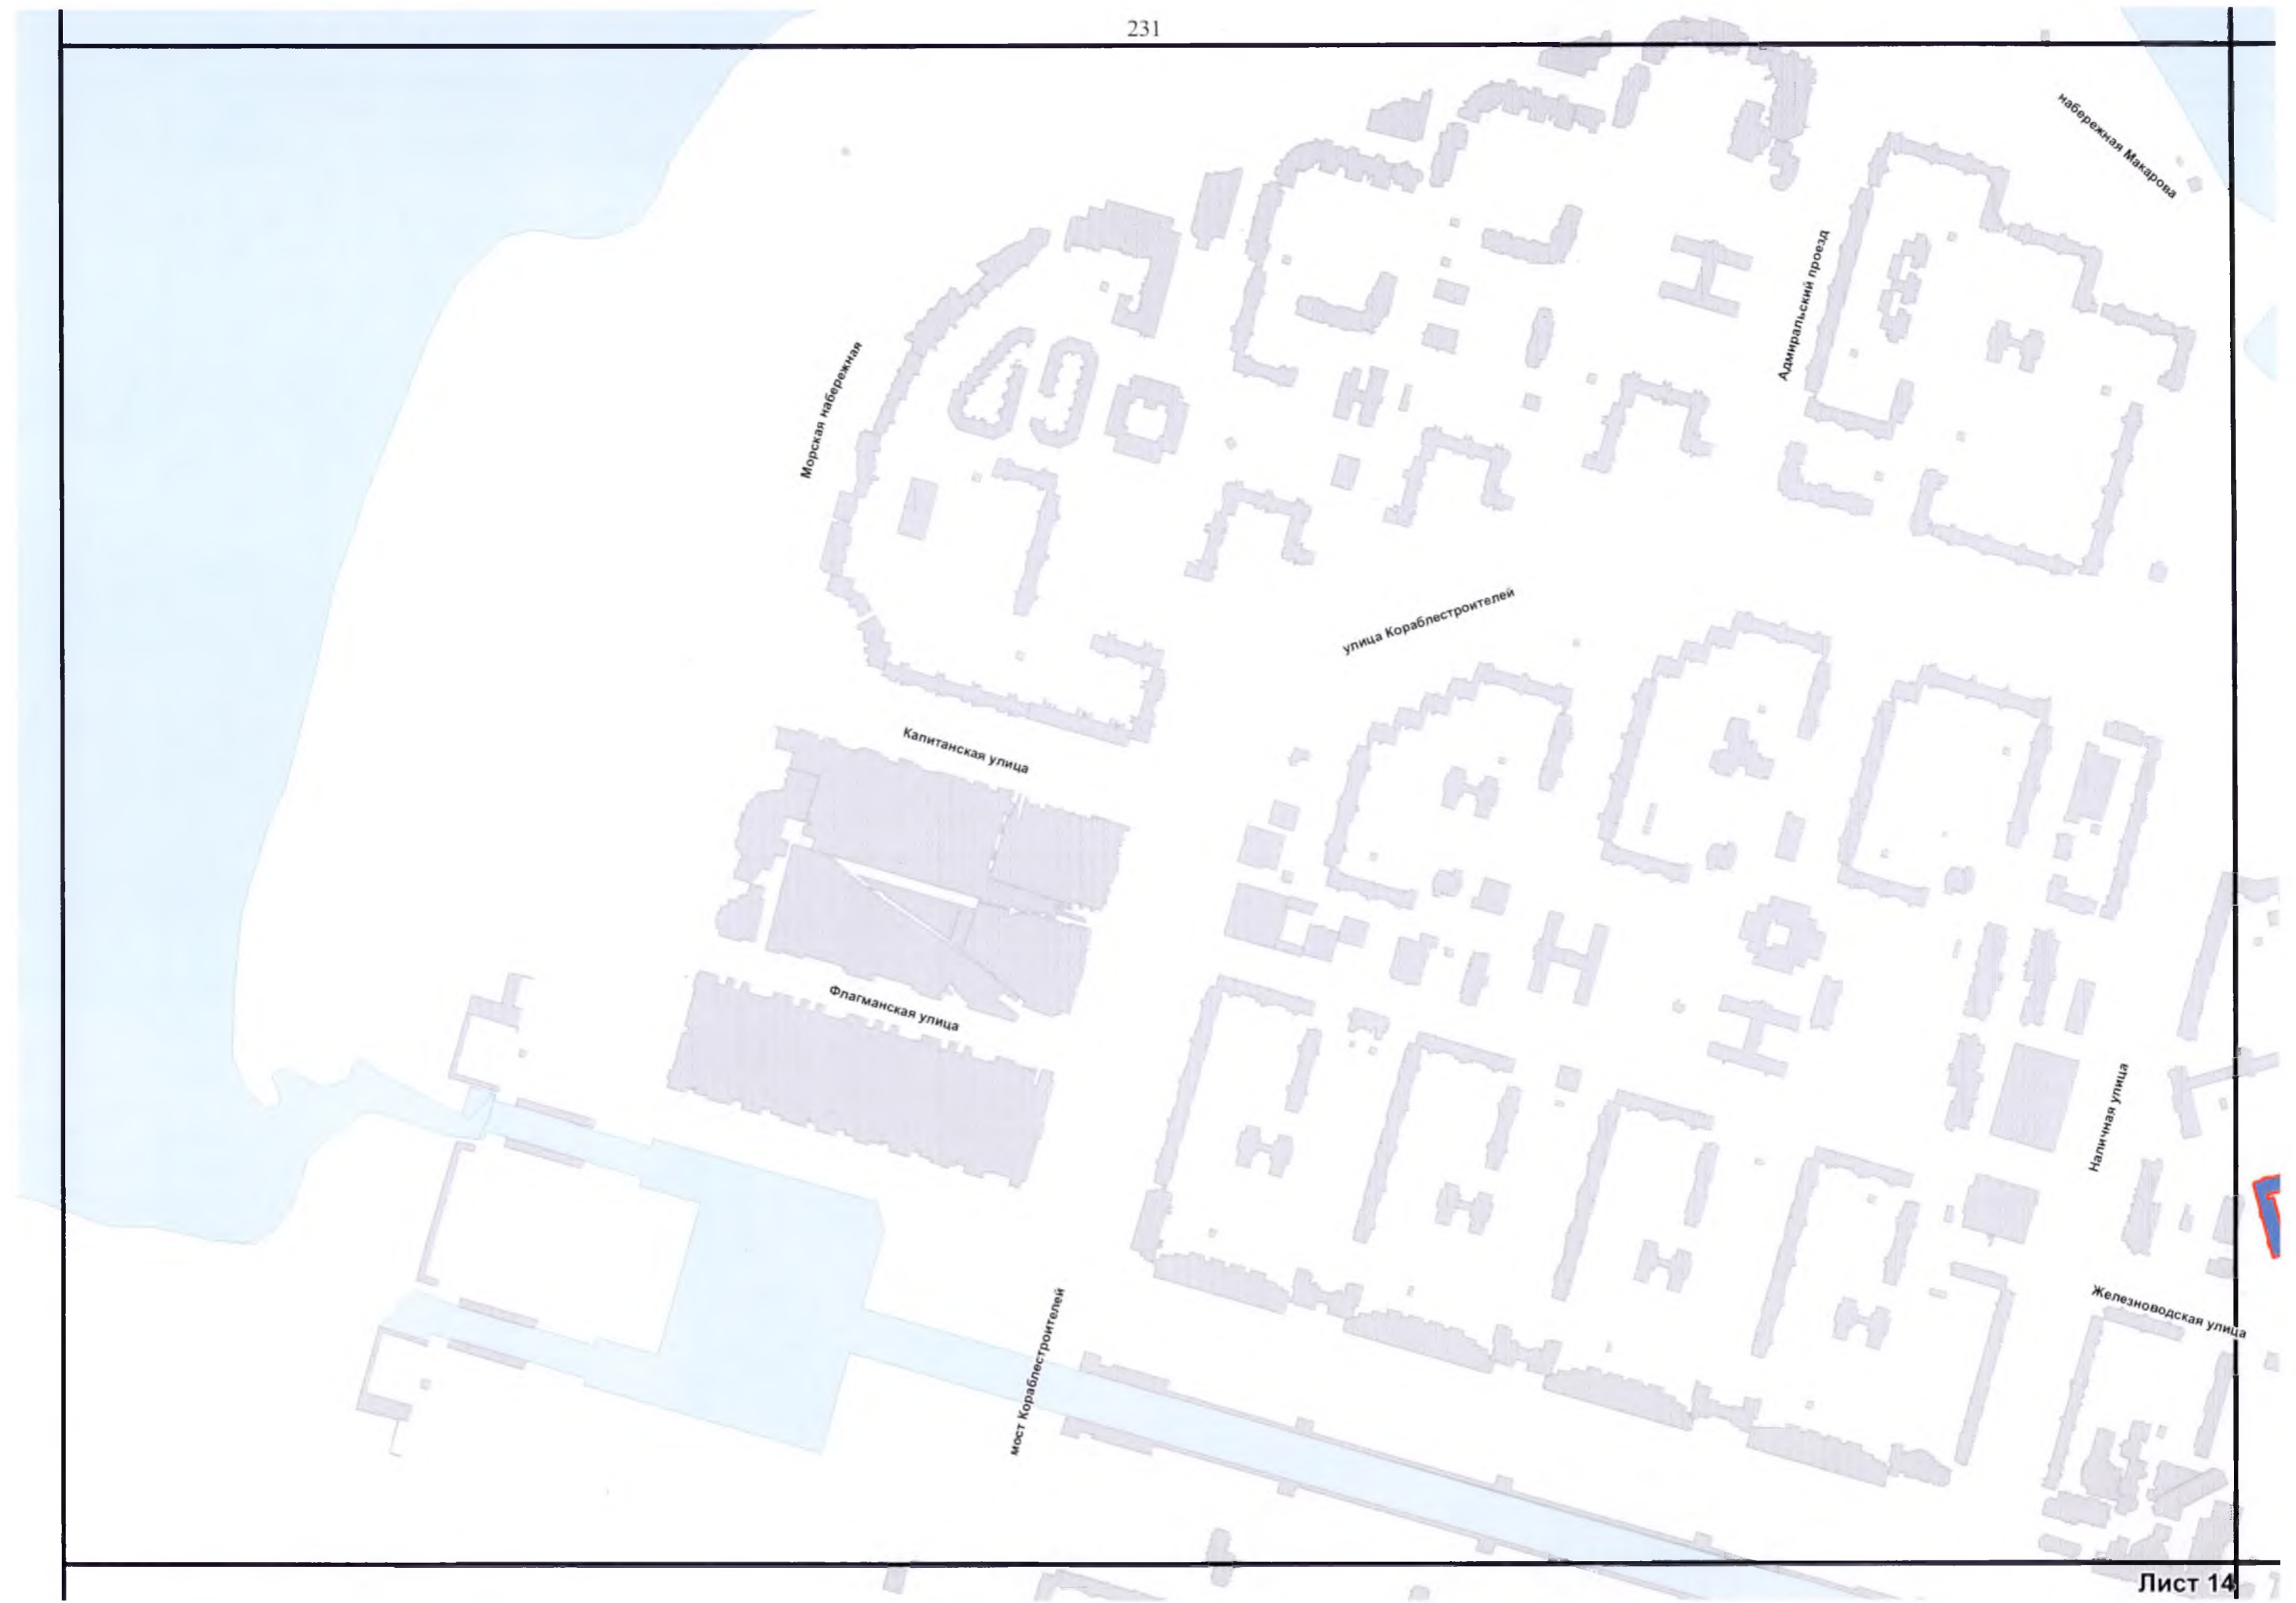 231
набережная Макарова
Адмиральский проезд
Морская набережная
улица Кораблестроителей
Капитанская улица
Флагманская улица
Наличная улица
Железноводская улица
мост Кораблестроителей
Лист 14